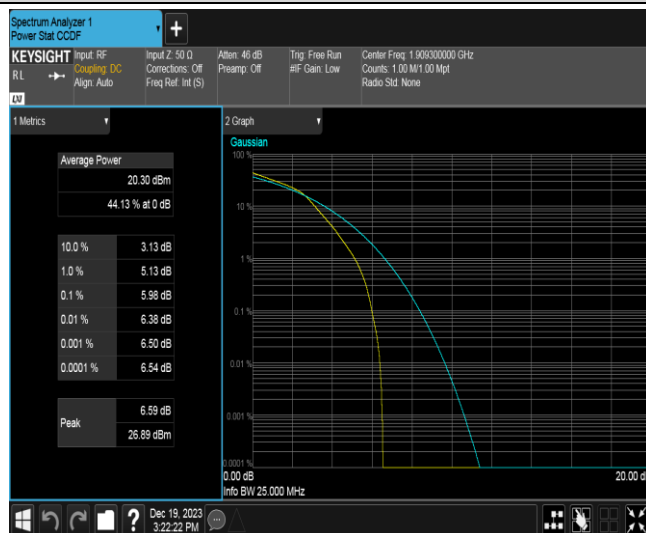 Spectrum Analyzer 1
Power Stat CCDF
+
KEYSIGHT
RL
LXI
Input: RF
Coupling: DC
Align: Auto
Input Z: 50 Ω
Corrections: Off
Freq Ref: Int (S)
Atten: 46 dB
Preamp: Off
Trig: Free Run
#IF Gain: Low
Center Freq: 1.909300000 GHz
Counts: 1.00 M/1.00 Mpt
Radio Std: None
1 Metrics
Average Power
20.30 dBm
44.13 % at 0 dB
10.0 % 3.13 dB
1.0 % 5.13 dB
0.1 % 5.98 dB
0.01 % 6.38 dB
0.001 % 6.50 dB
0.0001 % 6.54 dB
Peak
6.59 dB
26.89 dBm
2 Graph
Gaussian
100 %
10 %
1 %
0.1 %
0.01 %
0.001 %
0.0001 %
0.00 dB
20.00 d
Info BW 25.000 MHz
?
Dec 19, 2023
3:22:22 PM